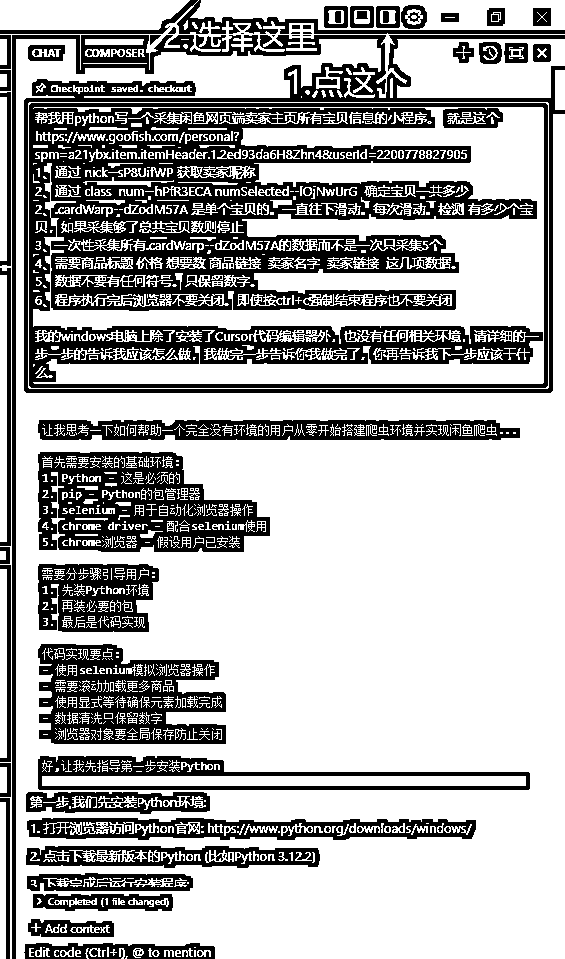 2.选择这里
CHAT COMPOSER
1.点这个
Checkpoint saved. checkout
帮我用python写一个采集闲鱼网页端卖家主页所有宝贝信息的小程序。 就是这个
https://www.goofish.com/personal?
spm=a21ybx.item.itemHeader.1.2ed93da6H8Zhn4&userId=2200778827905
1、通过 nick--sP8UifWP 获取卖家昵称
2、通过 class num--hPfR3ECA numSelected--lOjNwUrG 确定宝贝一共多少
2、.cardWarp--dZodM57A 是单个宝贝的。一直往下滑动。每次滑动。检测 有多少个宝
贝，如果采集够了总共宝贝数则停止
3、一次性采集所有.cardWarp--dZodM57A的数据而不是一次只采集5个
4、需要商品标题 价格 想要数 商品链接 卖家名字 卖家链接 这几项数据。
5、数据不要有任何符号。只保留数字。
6、程序执行完后浏览器不要关闭。即使按ctrl+c强制结束程序也不要关闭
我的windows电脑上除了安装了Cursor代码编辑器外，也没有任何相关环境，请详细的一
步一步的告诉我应该怎么做，我做完一步告诉你我做完了，你再告诉我下一步应该干什
么。
让我思考一下如何帮助一个完全没有环境的用户从零开始搭建爬虫环境并实现闲鱼爬虫...
首先需要安装的基础环境:
1. Python - 这是必须的
2. pip - Python的包管理器
3. selenium - 用于自动化浏览器操作
4. chrome driver - 配合selenium使用
5. chrome浏览器 - 假设用户已安装
需要分步骤引导用户:
1. 先装Python环境
2. 再装必要的包
3. 最后是代码实现
代码实现要点:
- 使用selenium模拟浏览器操作
- 需要滚动加载更多商品
- 使用显式等待确保元素加载完成
- 数据清洗只保留数字
- 浏览器对象要全局保存防止关闭
好,让我先指导第一步安装Python
第一步,我们先安装Python环境:
1. 打开浏览器访问Python官网: https://www.python.org/downloads/windows/
2. 点击下载最新版本的Python (比如Python 3.12.2)
3. 下载完成后运行安装程序:
Completed (1 file changed)
+ Add context
Edit code (Ctrl+I), @ to mention